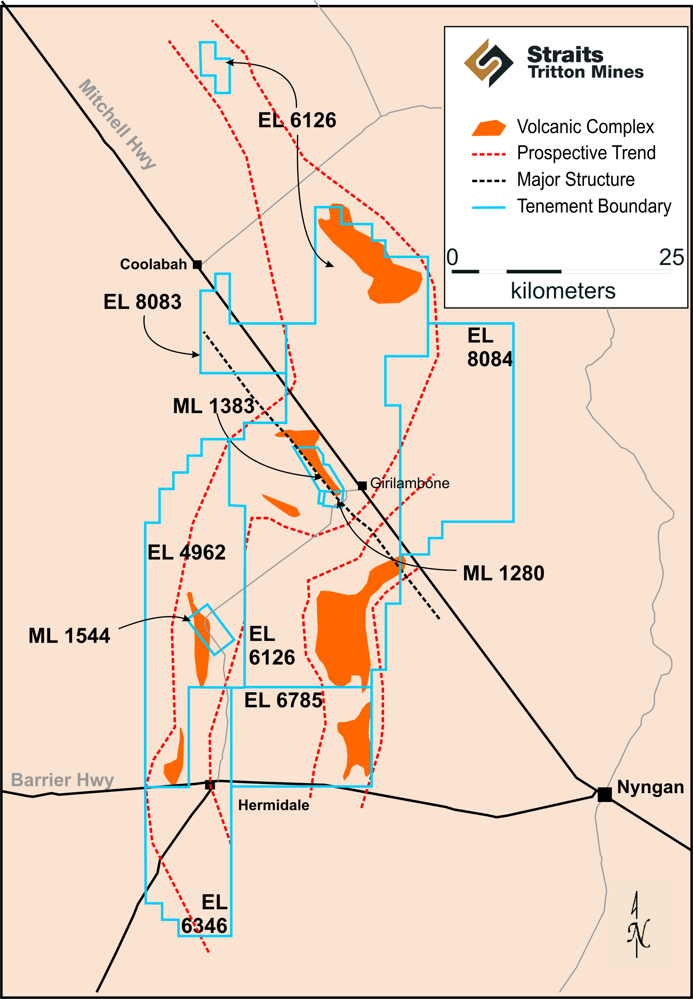 Straits
Tritton Mines
Mitchell Hwy
EL 6126
Volcanic Complex
Prospective Trend
Major Structure
Tenement Boundary
0 25
kilometers
Coolabah
EL 8083
EL
8084
ML 1383
Girilambone
EL 4962
ML 1280
ML 1544
EL
6126
EL 6785
Barrier Hwy
Nyngan
Hermidale
EL
6346
N